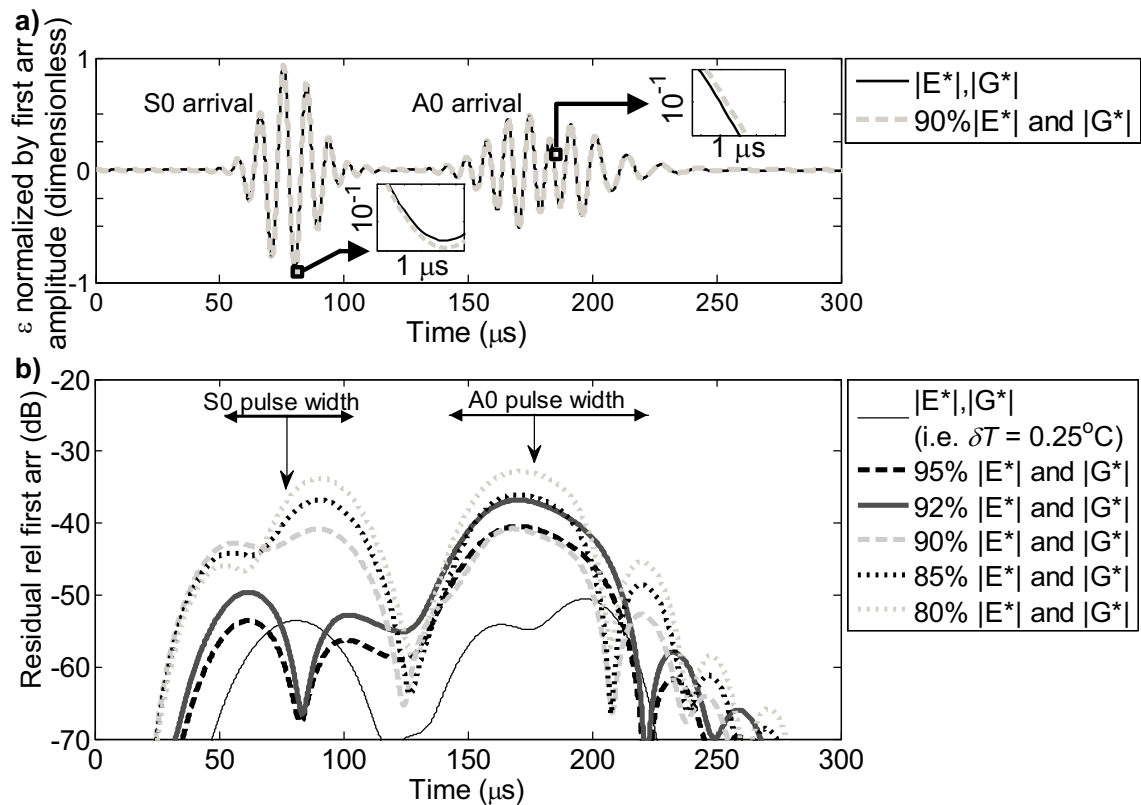 a)
ε normalized by first arr
amplitude (dimensionless)
1
0
-1
S0 arrival
A0 arrival
10⁻¹
1 μs
10⁻¹
1 μs
0
50
100
150
200
250
300
Time (μs)
|E*|,|G*|
90%|E*| and |G*|
b)
Residual rel first arr (dB)
-20
-30
-40
-50
-60
-70
S0 pulse width
A0 pulse width
0
50
100
150
200
250
300
Time (μs)
|E*|,|G*|
(i.e. δT = 0.25°C)
95% |E*| and |G*|
92% |E*| and |G*|
90% |E*| and |G*|
85% |E*| and |G*|
80% |E*| and |G*|